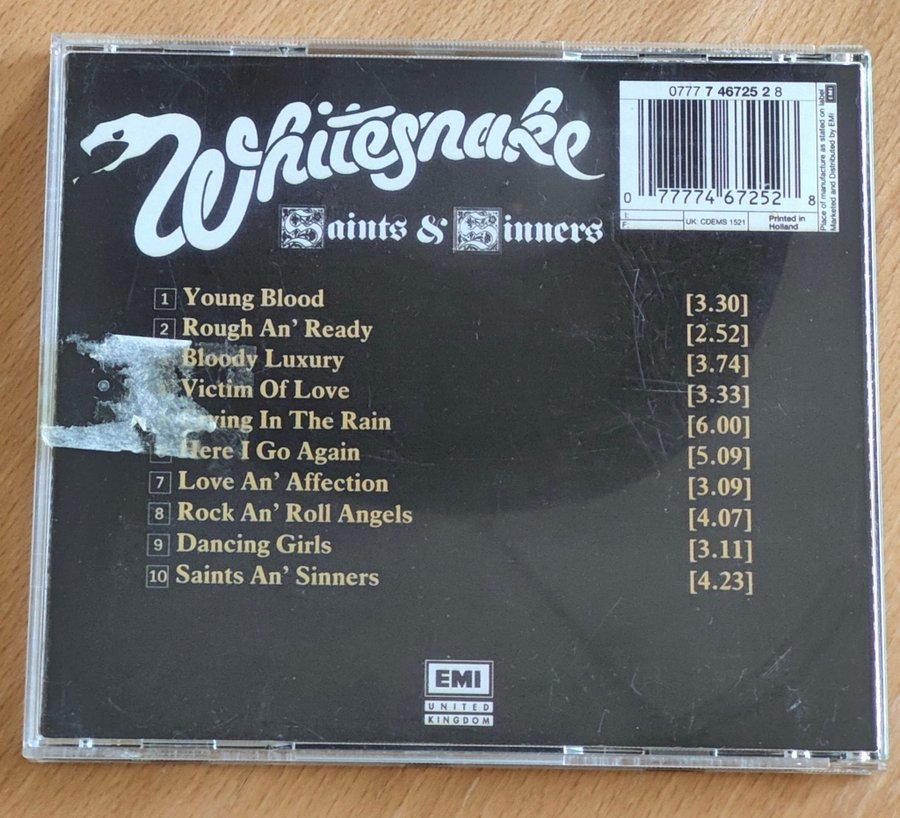 Whitesnake
Saints & Sinners
0777 7 46725 2 8
0 77774 67252 8
UK: CDEMS 1521
Printed in
Holland
Place of manufacture as stated on label
Marketed and Distributed by EMI
EMI
1 Young Blood [3.30]
2 Rough An' Ready [2.52]
Bloody Luxury [3.74]
Victim Of Love [3.33]
In The Rain [6.00]
Here I Go Again [5.09]
7 Love An' Affection [3.09]
8 Rock An' Roll Angels [4.07]
9 Dancing Girls [3.11]
10 Saints An' Sinners [4.23]
EMI
UNITED
KINGDOM